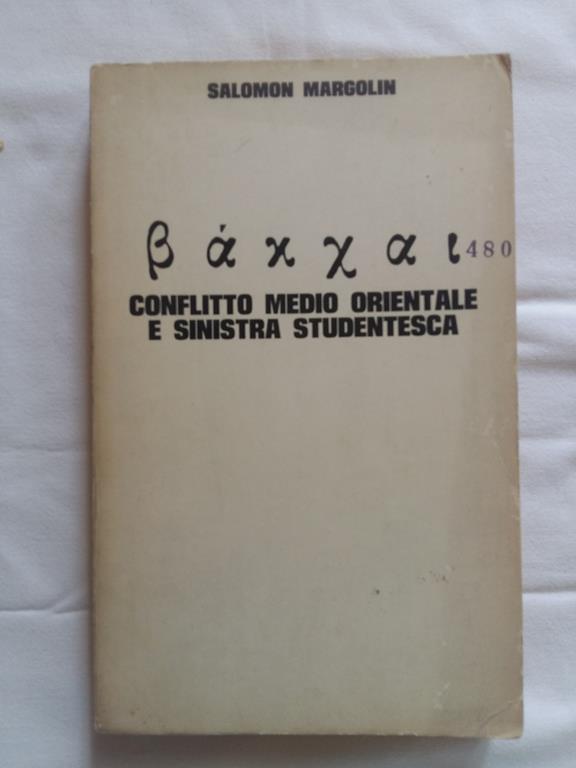 SALOMON MARGOLIN
βάκχαι
480
CONFLITTO MEDIO ORIENTALE
E SINISTRA STUDENTESCA